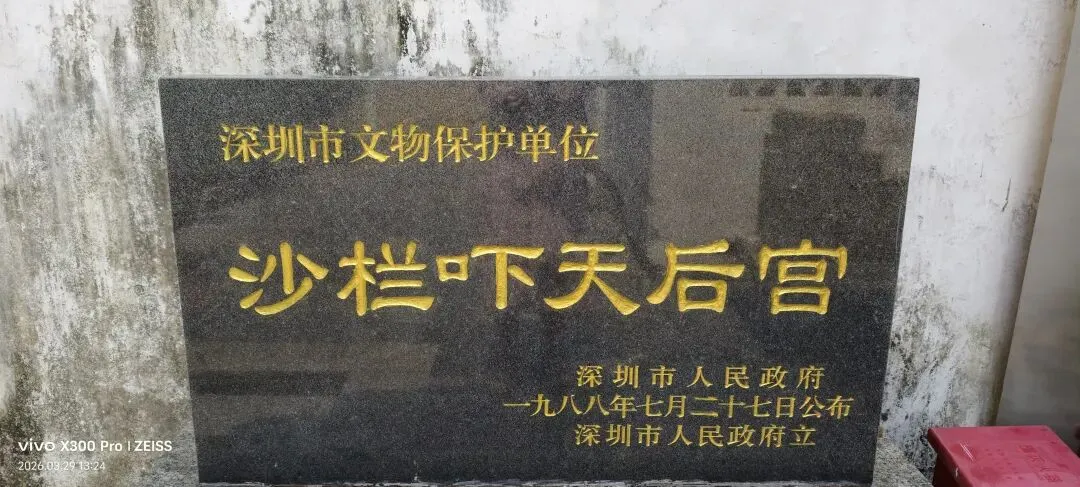 深圳市文物保护单位
沙栏吓天后宫
深圳市人民政府
一九八八年七月二十七日公布
深圳市人民政府立
vivo X300 Pro | ZEISS
2026.03.29 13:24